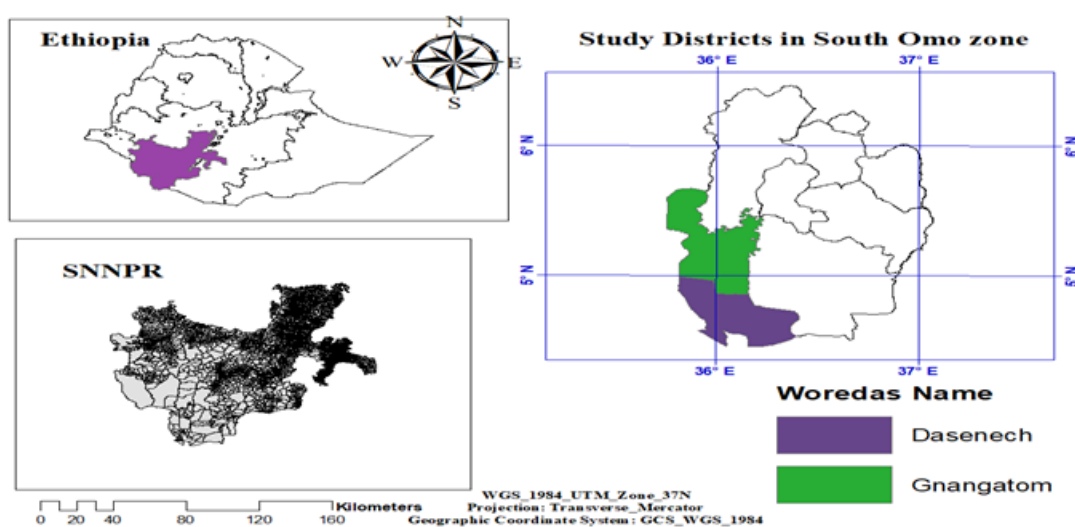 Ethiopia
N
W E
S
SNNPR
Study Districts in South Omo zone
36° E 37° E
6° N 6° N
5° N 5° N
36° E 37° E
Woredas Name
Dasenech
Gnangatom
Kilometers
0 20 40 80 120 160
WGS_1984_UTM_Zone_37N
Projection: Transverse_Mercator
Geographic Coordinate System: GCS_WGS_1984